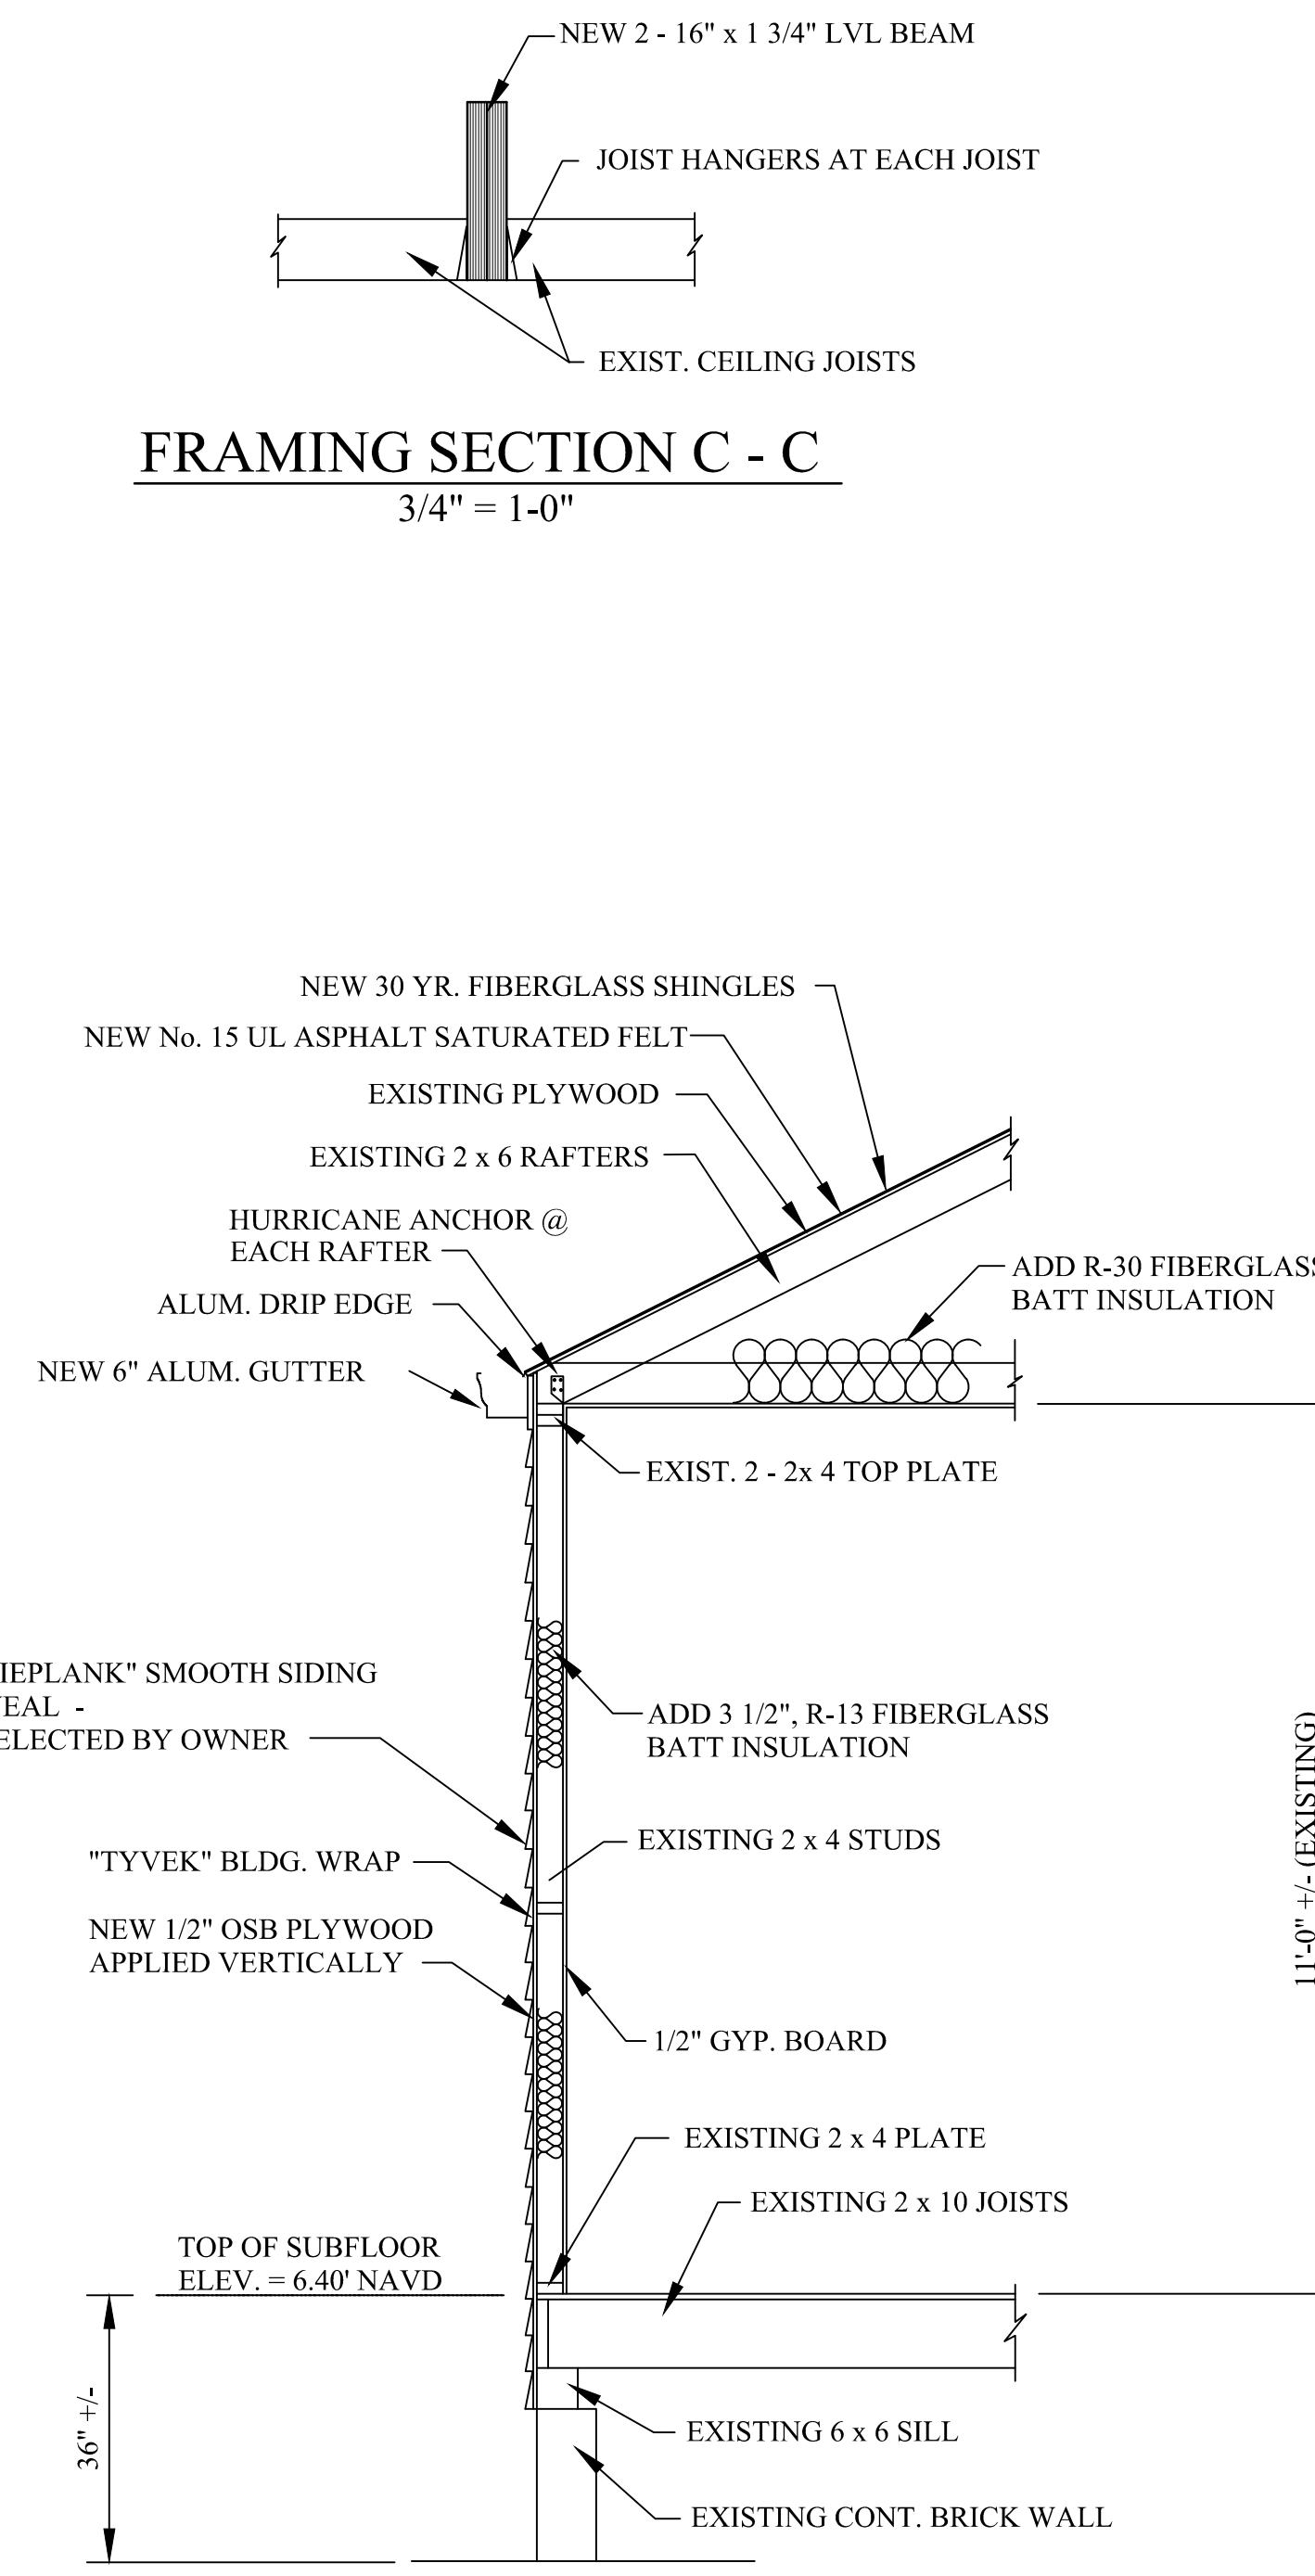 NEW 2 - 16" x 1 3/4" LVL BEAM
JOIST HANGERS AT EACH JOIST
EXIST. CEILING JOISTS
FRAMING SECTION C - C
3/4" = 1-0"
NEW 30 YR. FIBERGLASS SHINGLES
NEW No. 15 UL ASPHALT SATURATED FELT
EXISTING PLYWOOD
EXISTING 2 x 6 RAFTERS
HURRICANE ANCHOR @
EACH RAFTER
ADD R-30 FIBERGLASS
BATT INSULATION
ALUM. DRIP EDGE
NEW 6" ALUM. GUTTER
EXIST. 2 - 2x 4 TOP PLATE
IEPLANK" SMOOTH SIDING
VEAL -
ELECTED BY OWNER
ADD 3 1/2", R-13 FIBERGLASS
BATT INSULATION
11'-0" +/- (EXISTING)
EXISTING 2 x 4 STUDS
"TYVEK" BLDG. WRAP
NEW 1/2" OSB PLYWOOD
APPLIED VERTICALLY
1/2" GYP. BOARD
EXISTING 2 x 4 PLATE
EXISTING 2 x 10 JOISTS
TOP OF SUBFLOOR
ELEV. = 6.40' NAVD
36" +/-
EXISTING 6 x 6 SILL
EXISTING CONT. BRICK WALL